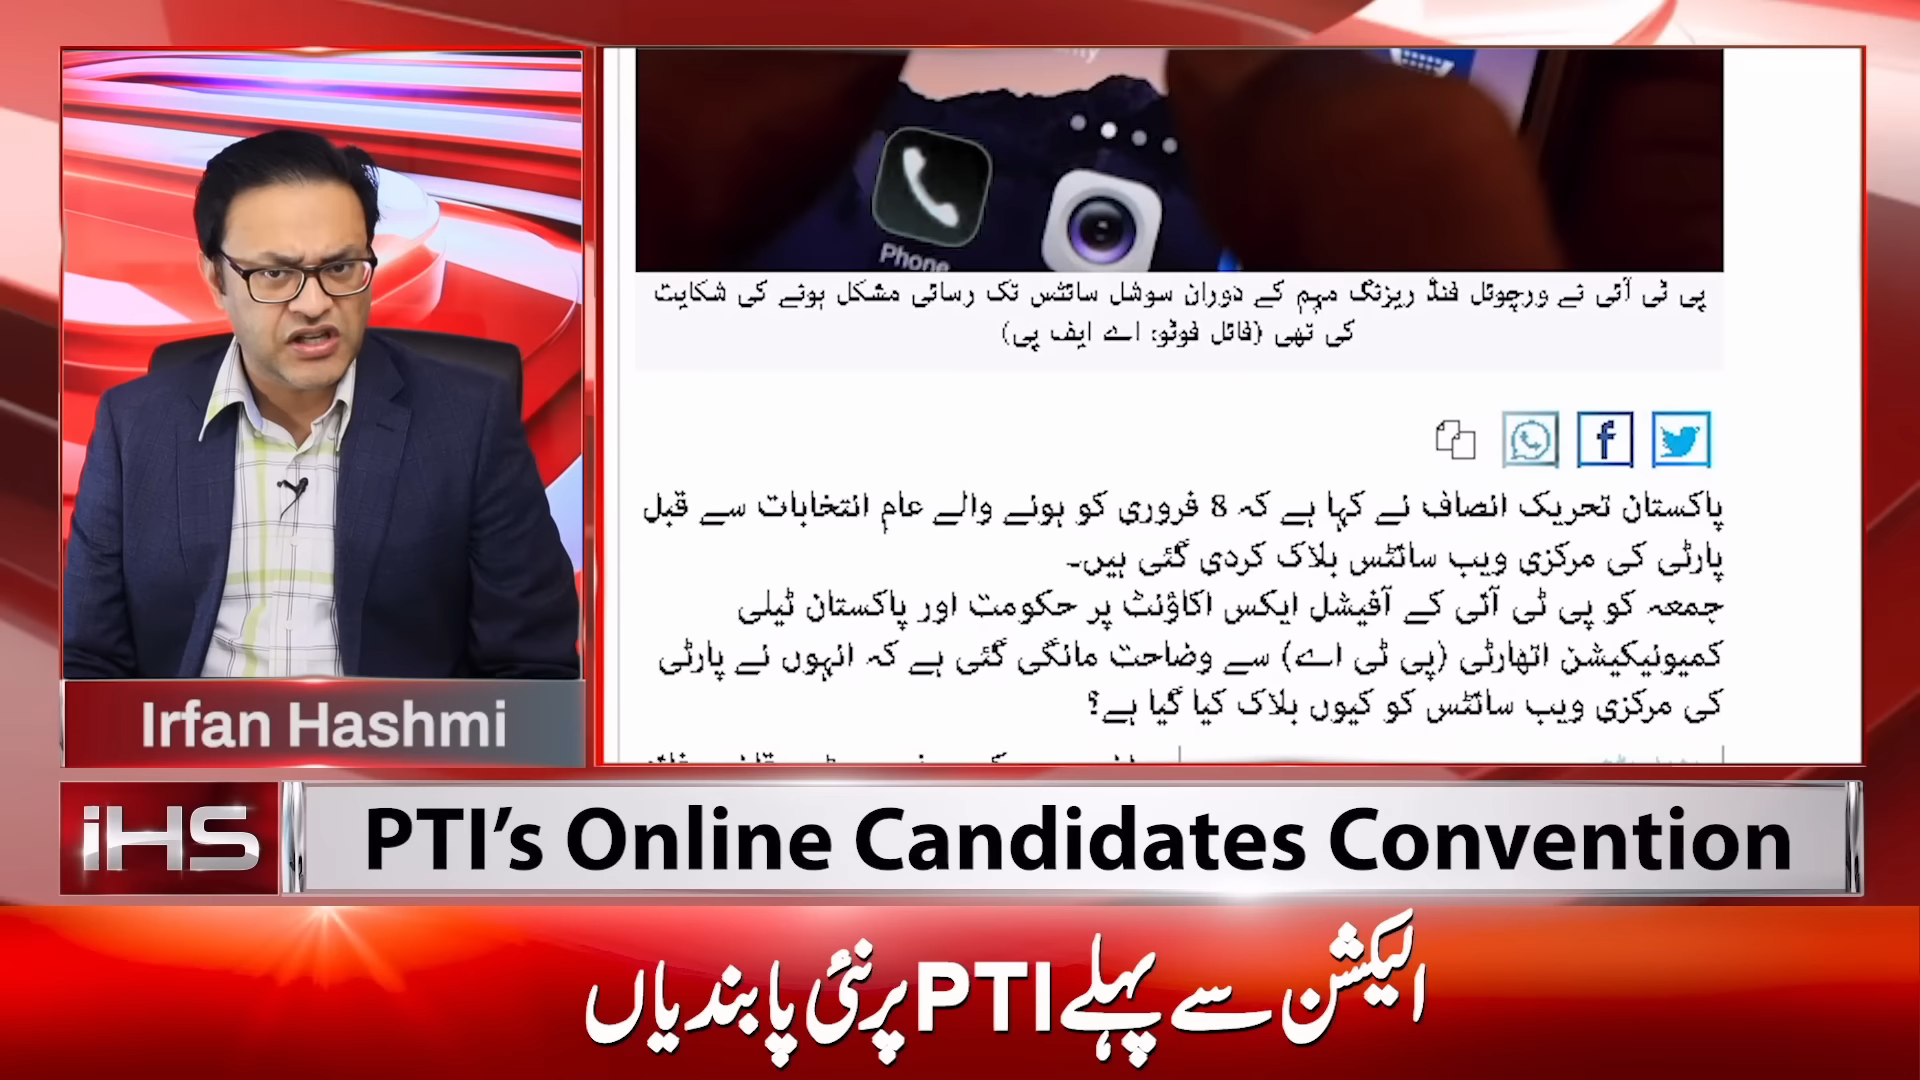 Phone
پی ٹی آئی نے ورچوئل فنڈ ریزنگ مہم کے دوران سوشل سائٹس تک رسائی مشکل ہونے کی شکایت
کی تھی (فائل فوٹو: اے ایف پی)
پاکستان تحریک انصاف نے کہا ہے کہ 8 فروری کو ہونے والے عام انتخابات سے قبل
پارٹی کی مرکزی ویب سائٹس بلاک کردی گئی ہیں۔
جمعہ کو پی ٹی آئی کے آفیشل ایکس اکاؤنٹ پر حکومت اور پاکستان ٹیلی
کمیونیکیشن اتھارٹی (پی ٹی اے) سے وضاحت مانگی گئی ہے کہ انہوں نے پارٹی
کی مرکزی ویب سائٹس کو کیوں بلاک کیا گیا ہے؟
Irfan Hashmi
iHS
PTI’s Online Candidates Convention
الیکشن سے پہلے PTI پر نئی پابندیاں